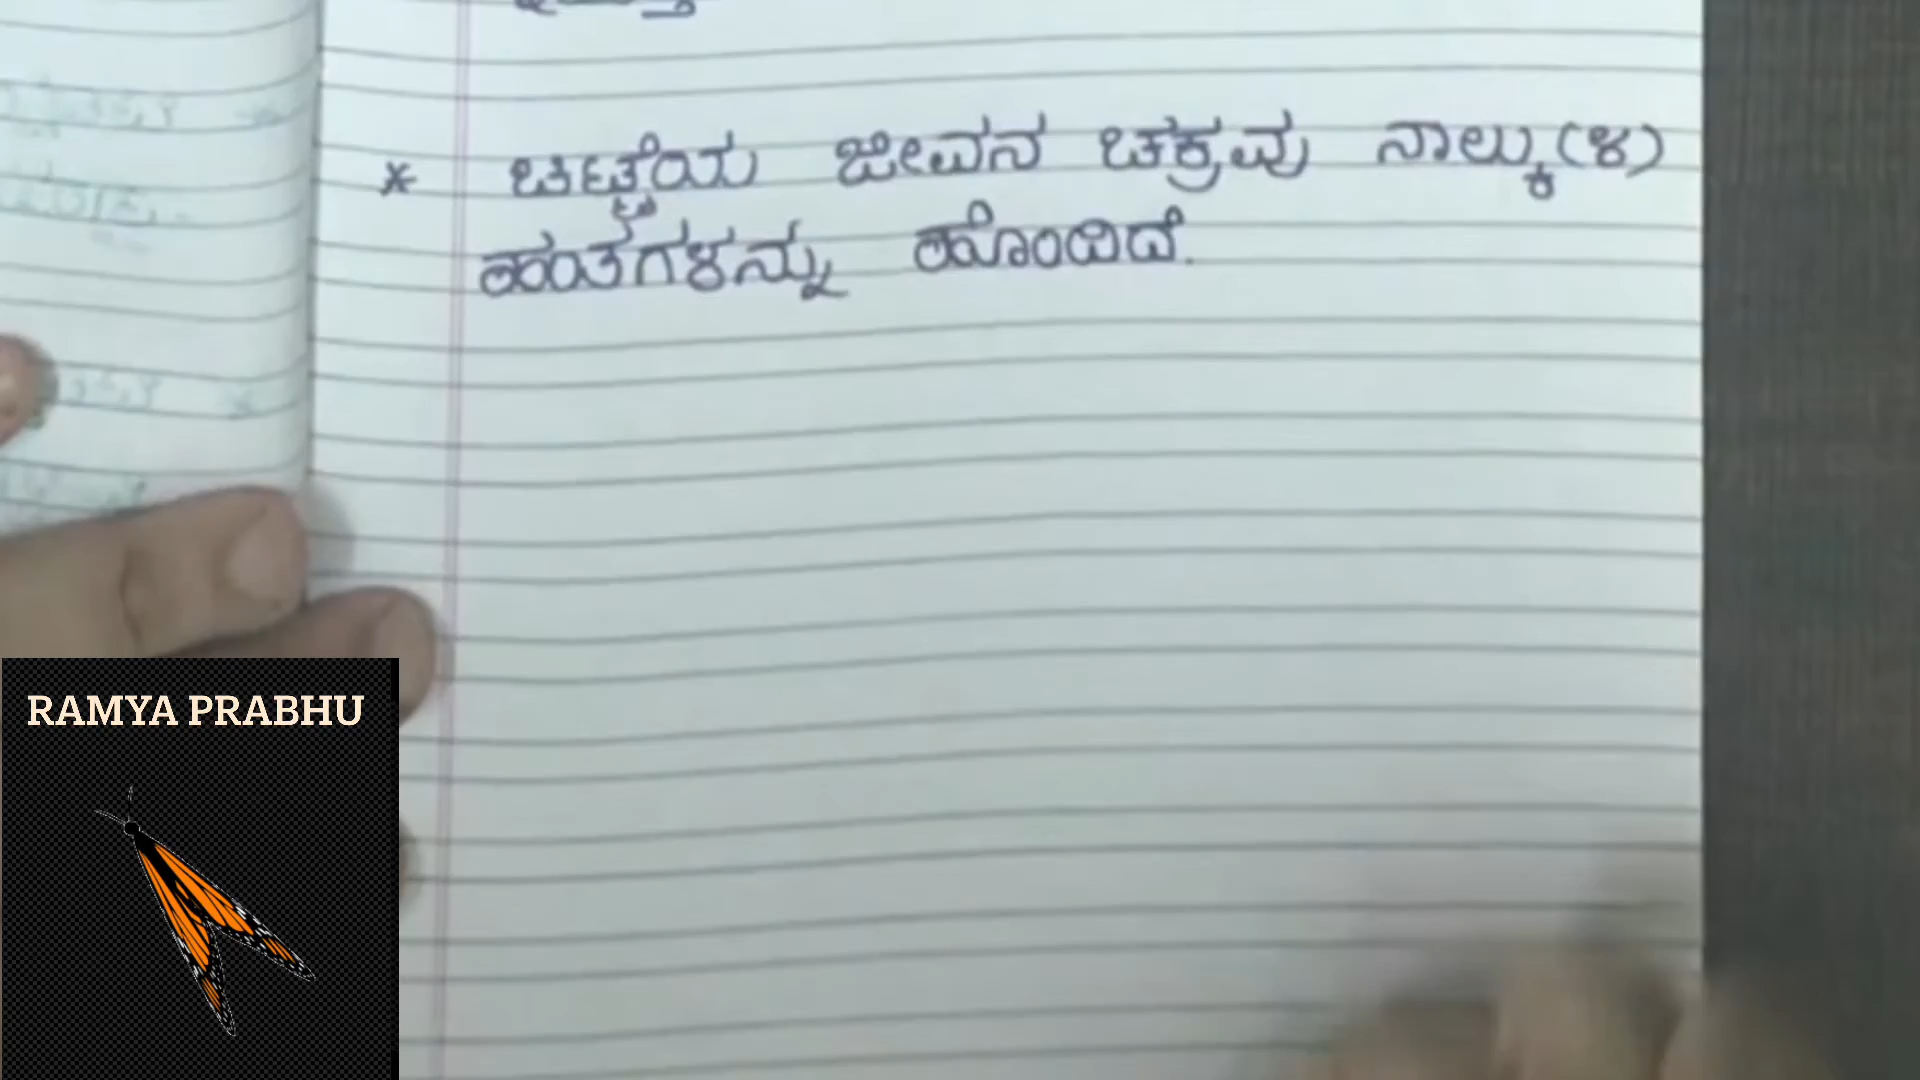 * ಚಿಟ್ಟೆಯ ಜೀವನ ಚಕ್ರವು ನಾಲ್ಕು (೪)
ಹಂತಗಳನ್ನು ಹೊಂದಿದೆ.
RAMYA PRABHU